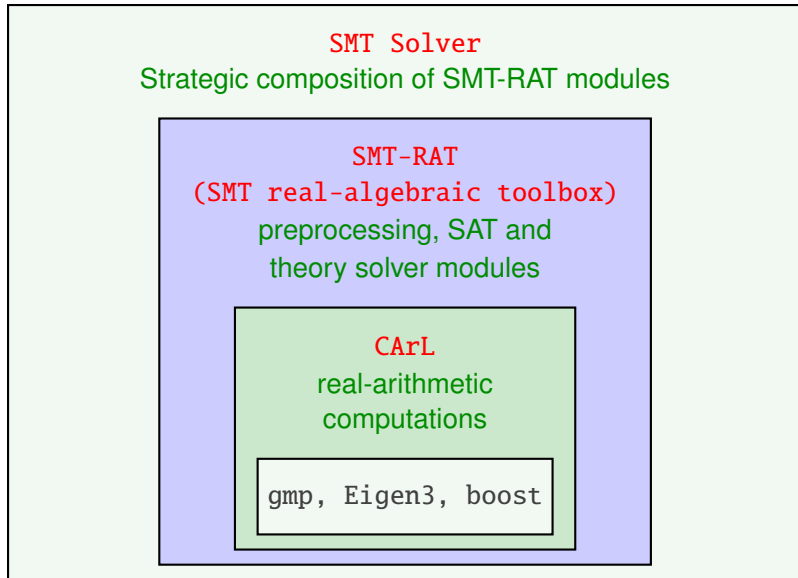 SMT Solver
Strategic composition of SMT-RAT modules
SMT-RAT
(SMT real-algebraic toolbox)
preprocessing, SAT and
theory solver modules
CArL
real-arithmetic
computations
gmp, Eigen3, boost